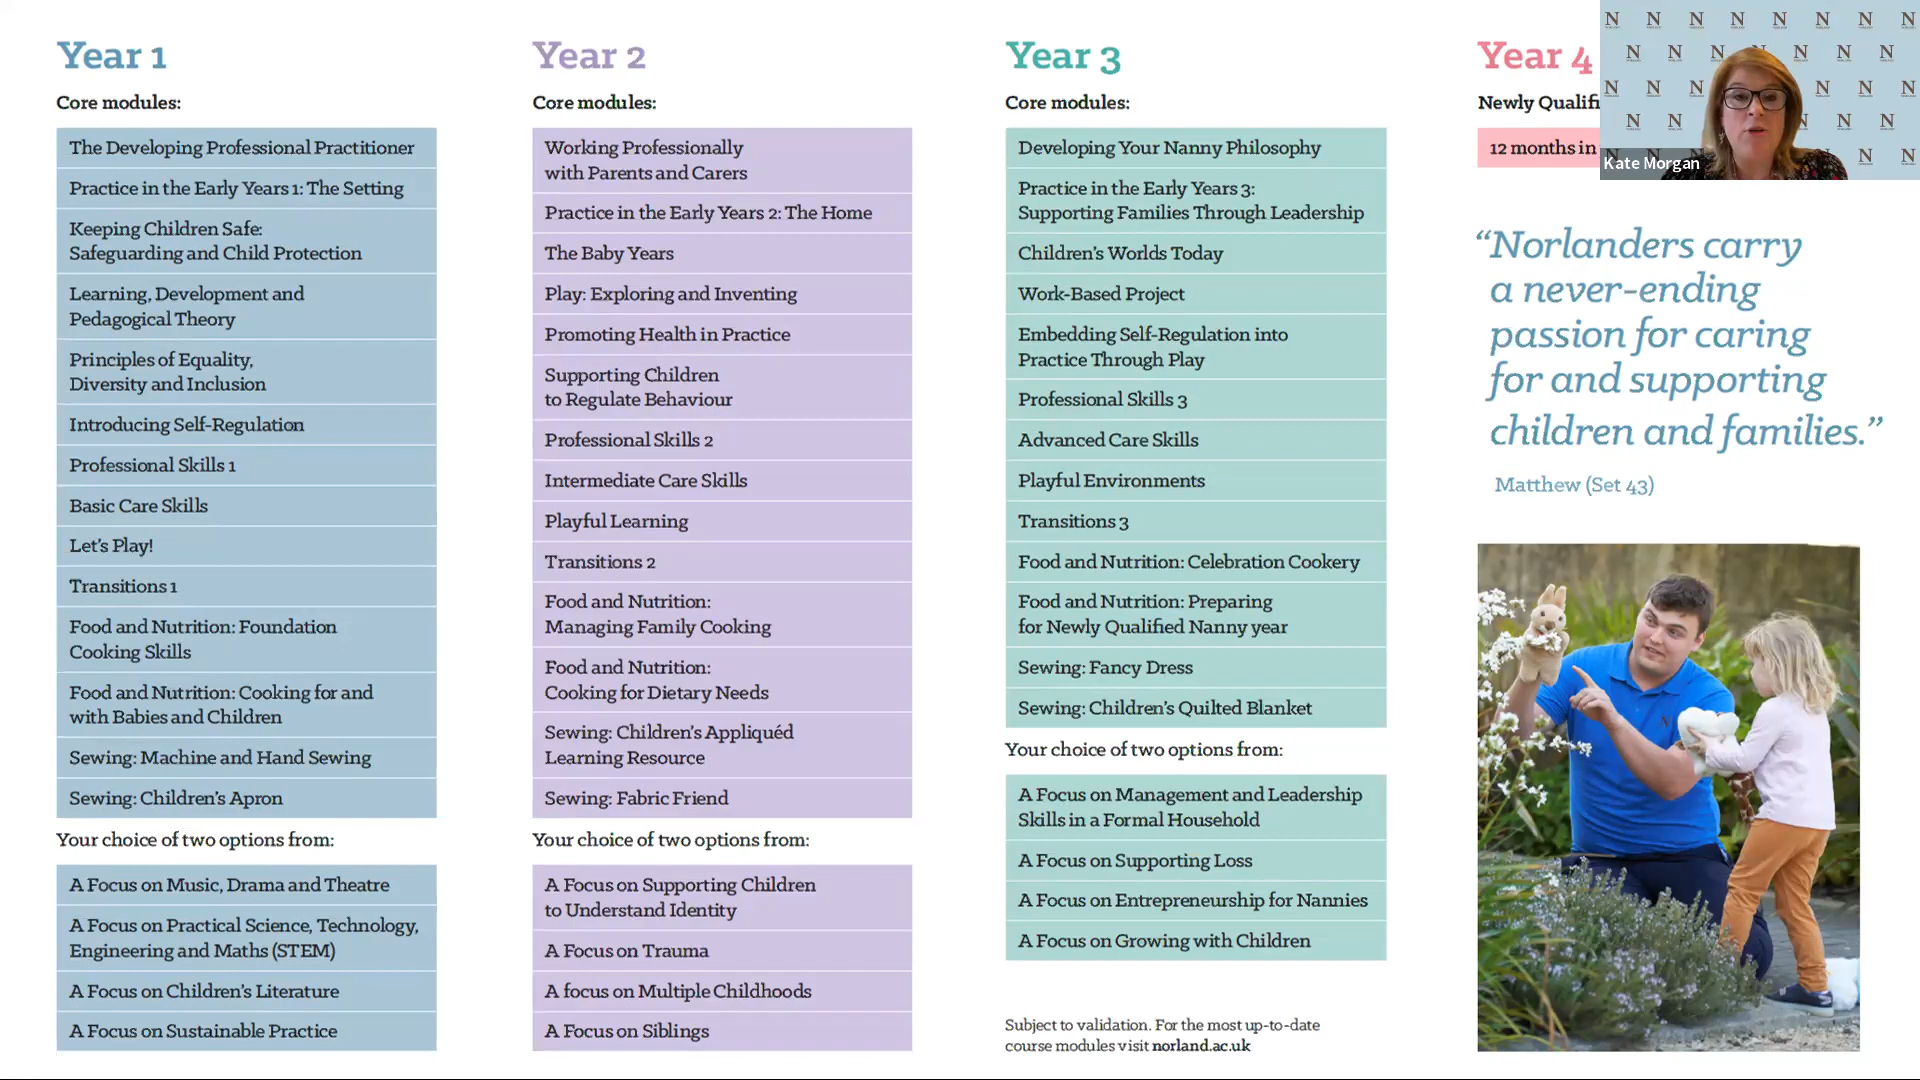 Year 1
Core modules:
The Developing Professional Practitioner
Practice in the Early Years 1: The Setting
Keeping Children Safe:
Safeguarding and Child Protection
Learning, Development and
Pedagogical Theory
Principles of Equality,
Diversity and Inclusion
Introducing Self-Regulation
Professional Skills 1
Basic Care Skills
Let's Play!
Transitions 1
Food and Nutrition: Foundation
Cooking Skills
Food and Nutrition: Cooking for and
with Babies and Children
Sewing: Machine and Hand Sewing
Sewing: Children's Apron
Your choice of two options from:
A Focus on Music, Drama and Theatre
A Focus on Practical Science, Technology,
Engineering and Maths (STEM)
A Focus on Children's Literature
A Focus on Sustainable Practice
Year 2
Core modules:
Working Professionally
with Parents and Carers
Practice in the Early Years 2: The Home
The Baby Years
Play: Exploring and Inventing
Promoting Health in Practice
Supporting Children
to Regulate Behaviour
Professional Skills 2
Intermediate Care Skills
Playful Learning
Transitions 2
Food and Nutrition:
Managing Family Cooking
Food and Nutrition:
Cooking for Dietary Needs
Sewing: Children's Appliquéd
Learning Resource
Sewing: Fabric Friend
Your choice of two options from:
A Focus on Supporting Children
to Understand Identity
A Focus on Trauma
A focus on Multiple Childhoods
A Focus on Siblings
Year 3
Core modules:
Developing Your Nanny Philosophy
Practice in the Early Years 3:
Supporting Families Through Leadership
Children's Worlds Today
Work-Based Project
Embedding Self-Regulation into
Practice Through Play
Professional Skills 3
Advanced Care Skills
Playful Environments
Transitions 3
Food and Nutrition: Celebration Cookery
Food and Nutrition: Preparing
for Newly Qualified Nanny year
Sewing: Fancy Dress
Sewing: Children's Quilted Blanket
Your choice of two options from:
A Focus on Management and Leadership
Skills in a Formal Household
A Focus on Supporting Loss
A Focus on Entrepreneurship for Nannies
A Focus on Growing with Children
Subject to validation. For the most up-to-date
course modules visit norland.ac.uk
Year 4
Newly Qualifi
12 months in
Kate Morgan
“Norlanders carry
a never-ending
passion for caring
for and supporting
children and families.”
Matthew (Set 43)